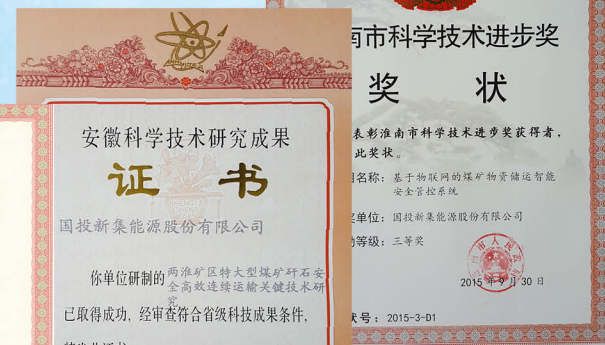 安徽科学技术研究成果
证 书
国投新集能源股份有限公司
你单位研制的 两淮矿区特大型煤矿矸石安
全高效连续运输关键技术研
究
已取得成功，经审查符合省级科技成果条件，
南市科学技术进步奖
奖 状
表彰淮南市科学技术进步奖获得者，
此奖状。
目名称：基于物联网的煤矿物资储运智能
安全管控系统
奖单位：国投新集能源股份有限公司
励等级：三等奖
2015年9月30日
状号：2015-3-D1